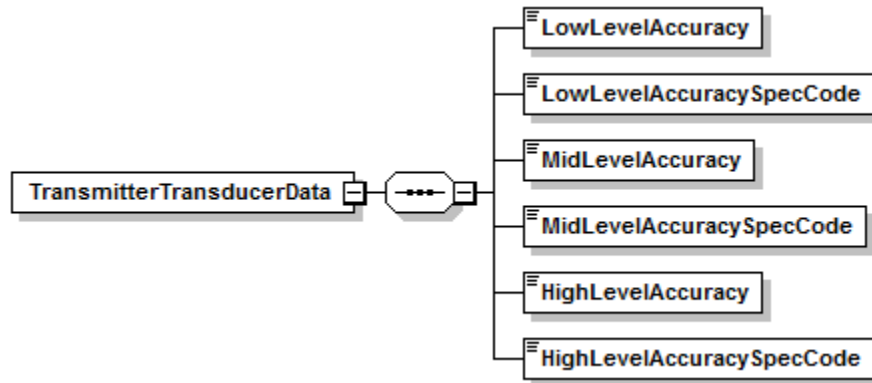 LowLevelAccuracy
LowLevelAccuracySpecCode
MidLevelAccuracy
TransmitterTransducerData
MidLevelAccuracySpecCode
HighLevelAccuracy
HighLevelAccuracySpecCode